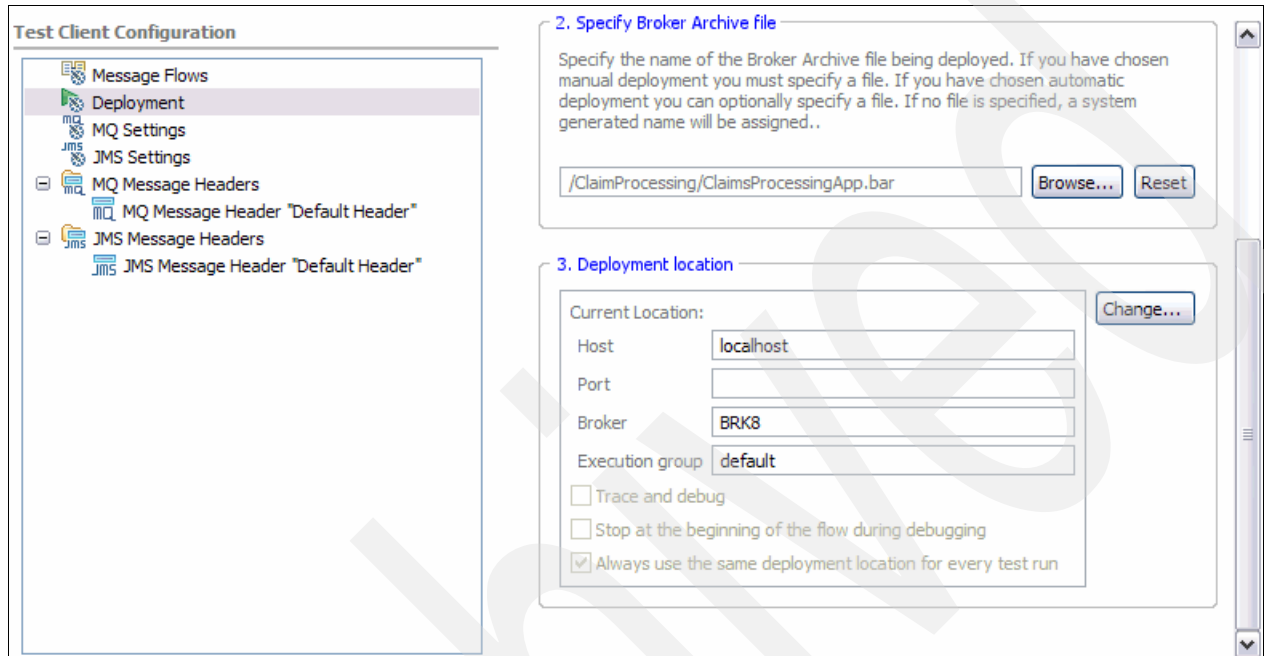 Test Client Configuration
Message Flows
Deployment
MQ Settings
JMS Settings
MQ Message Headers
MQ Message Header "Default Header"
JMS Message Headers
JMS Message Header "Default Header"
2. Specify Broker Archive file
Specify the name of the Broker Archive file being deployed. If you have chosen
manual deployment you must specify a file. If you have chosen automatic
deployment you can optionally specify a file. If no file is specified, a system
generated name will be assigned..
/ClaimProcessing/ClaimsProcessingApp.bar
Browse...
Reset
3. Deployment location
Change...
Current Location:
Host localhost
Port
Broker BRK8
Execution group default
Trace and debug
Stop at the beginning of the flow during debugging
Always use the same deployment location for every test run